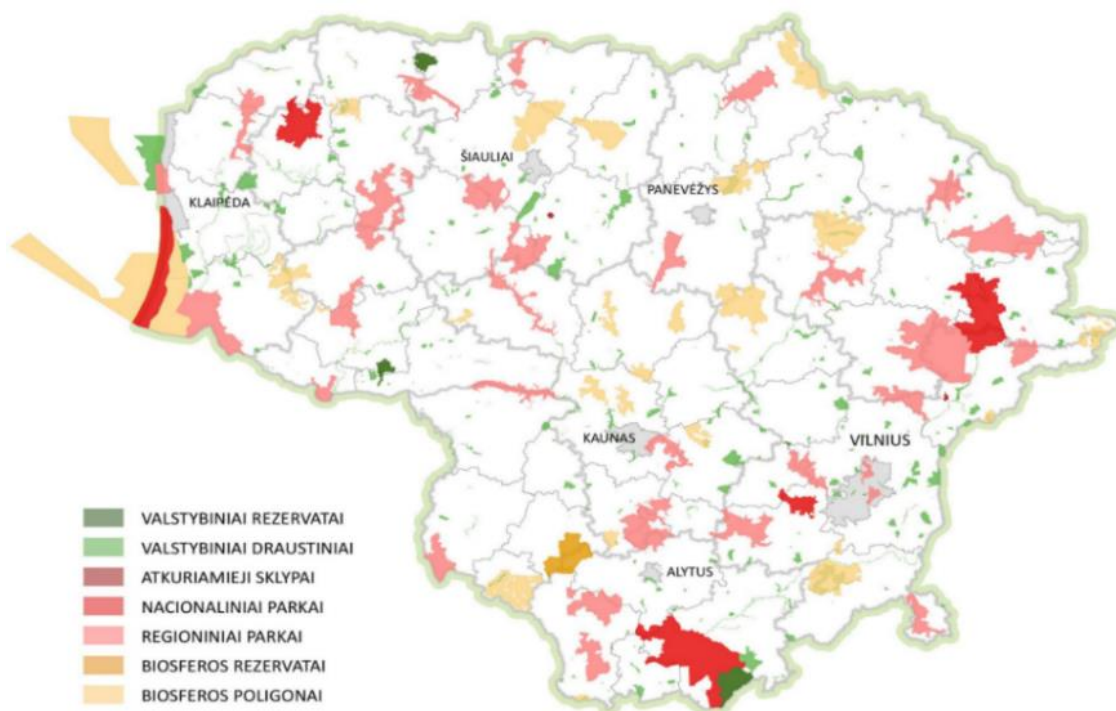 ŠIAULIAI
PANEVĖŽYS
KLAIPĖDA
KAUNAS
VILNIUS
ALYTUS
VALSTYBINIAI REZERVATAI
VALSTYBINIAI DRAUSTINIAI
ATKURIAMIEJI SKLYPAI
NACIONALINIAI PARKAI
REGIONINIAI PARKAI
BIOSFEROS REZERVATAI
BIOSFEROS POLIGONAI